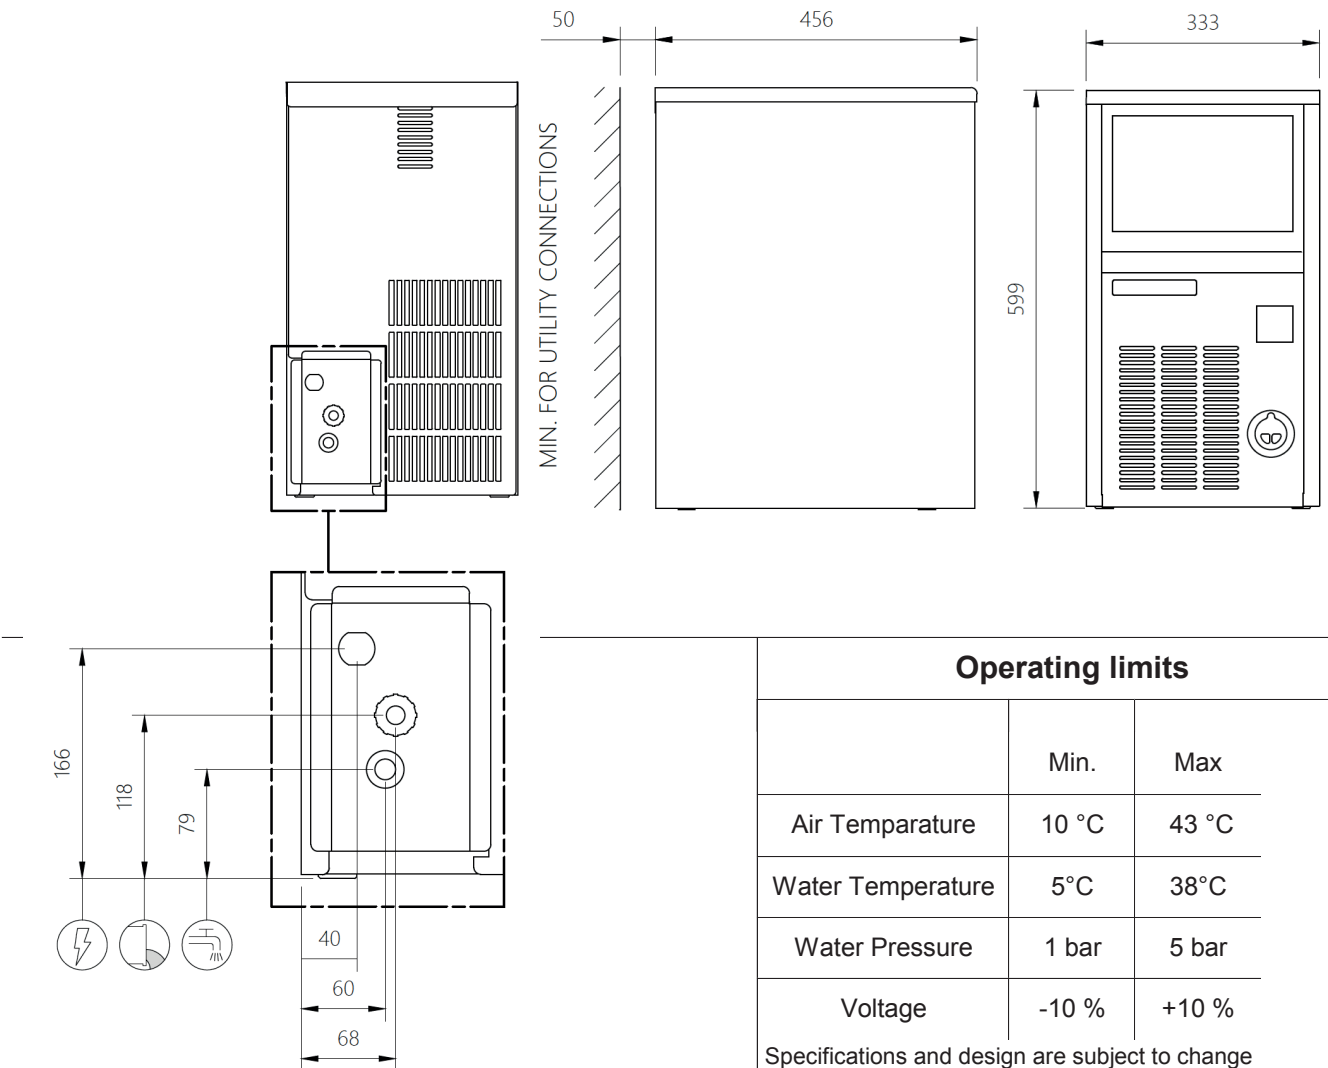 50
456
333
MIN. FOR UTILITY CONNECTIONS
599
166
118
79
40
60
68
Operating limits
Min. Max
Air Temparature 10 °C 43 °C
Water Temperature 5°C 38°C
Water Pressure 1 bar 5 bar
Voltage -10 % +10 %
Specifications and design are subject to change